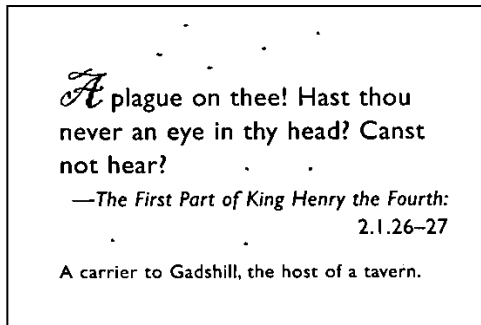 A plague on thee! Hast thou
never an eye in thy head? Canst
not hear?
—The First Part of King Henry the Fourth:
2.1.26–27
A carrier to Gadshill, the host of a tavern.